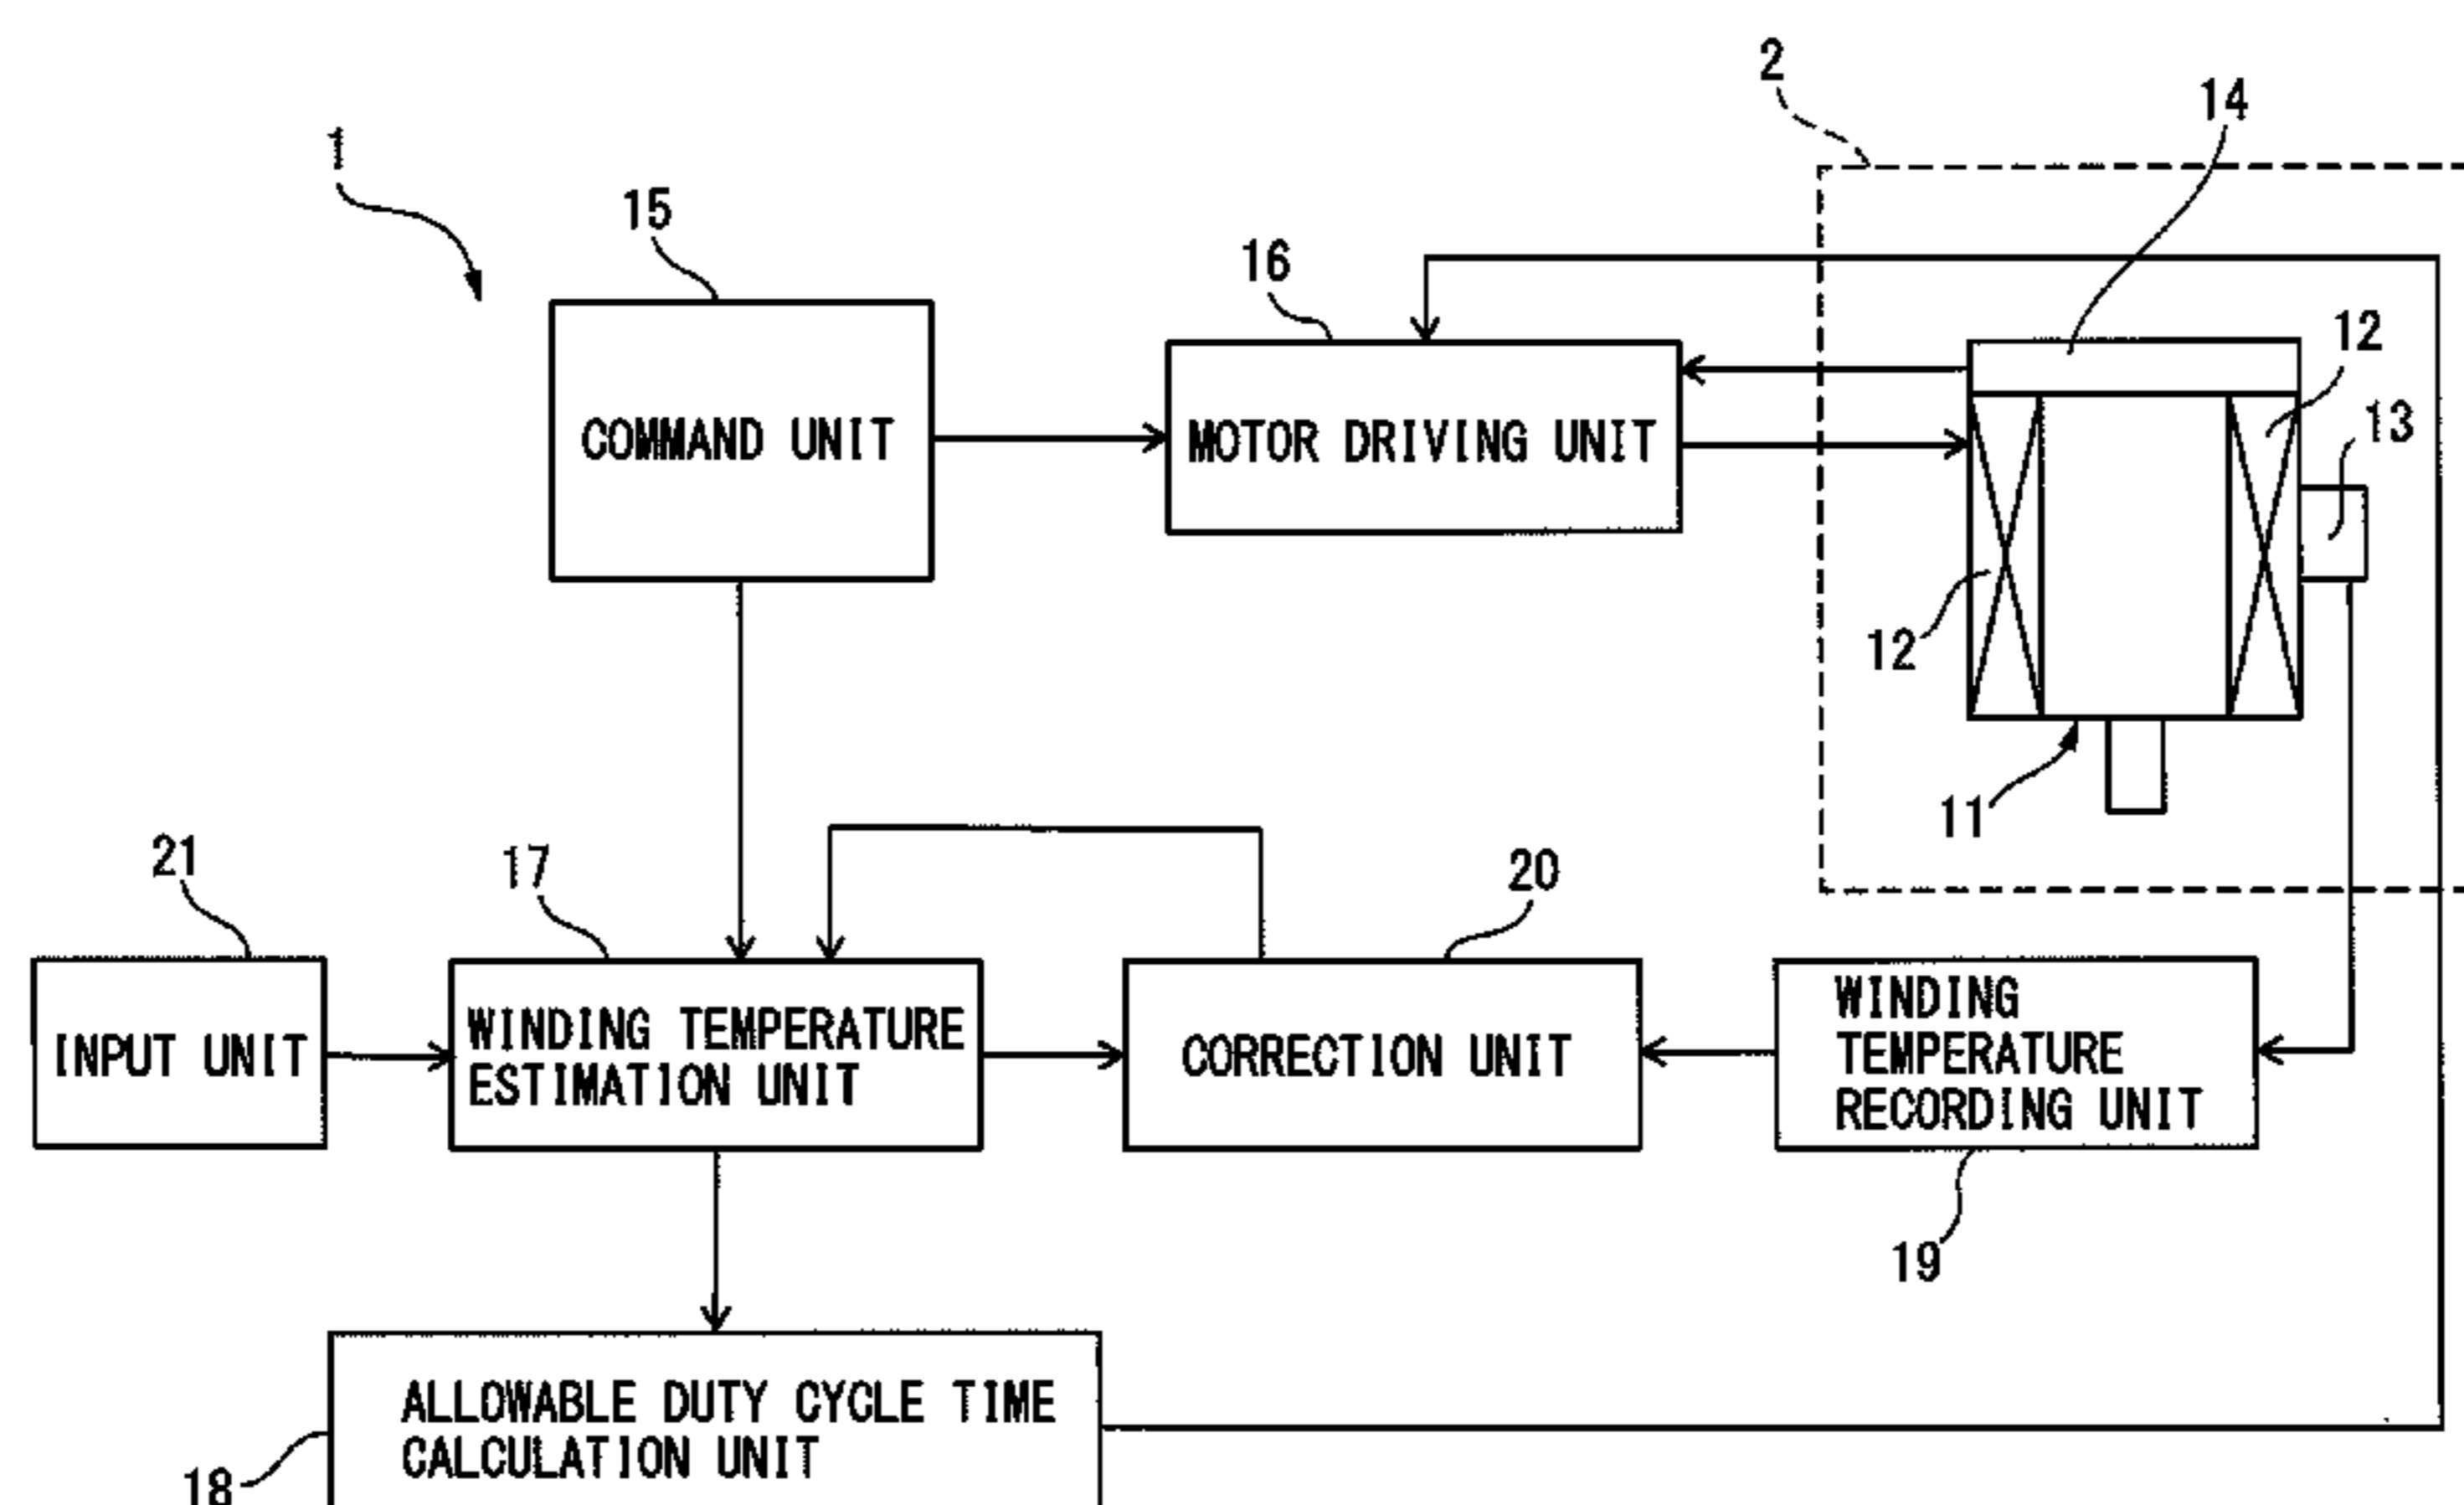 2
14
1
15
16
12
13
COMMAND UNIT
MOTOR DRIVING UNIT
12
11
21
17
20
INPUT UNIT
WINDING TEMPERATURE
ESTIMATION UNIT
CORRECTION UNIT
WINDING
TEMPERATURE
RECORDING UNIT
19
ALLOWABLE DUTY CYCLE TIME
CALCULATION UNIT
18